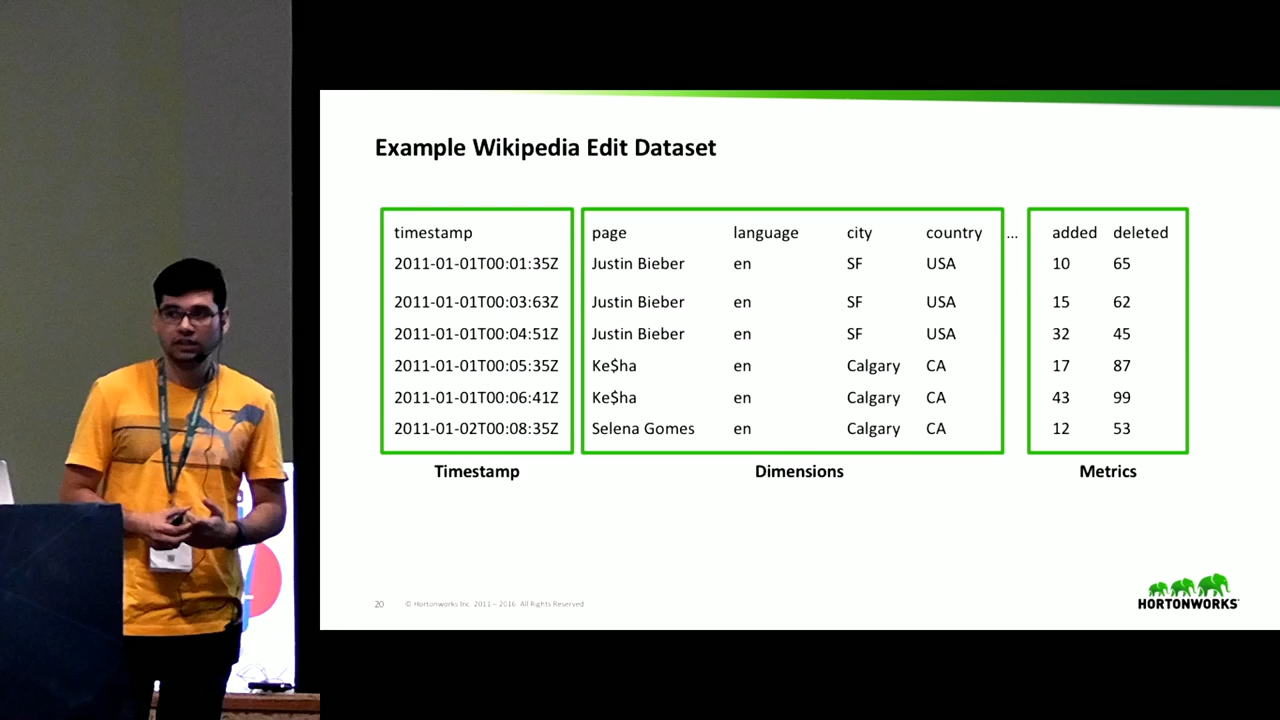 Example Wikipedia Edit Dataset
timestamp page language city country ... added deleted
2011-01-01T00:01:35Z Justin Bieber en SF USA 10 65
2011-01-01T00:03:63Z Justin Bieber en SF USA 15 62
2011-01-01T00:04:51Z Justin Bieber en SF USA 32 45
2011-01-01T00:05:35Z Ke$ha en Calgary CA 17 87
2011-01-01T00:06:41Z Ke$ha en Calgary CA 43 99
2011-01-02T00:08:35Z Selena Gomes en Calgary CA 12 53
Timestamp Dimensions Metrics
20 © Hortonworks Inc. 2011 – 2016. All Rights Reserved
HORTONWORKS